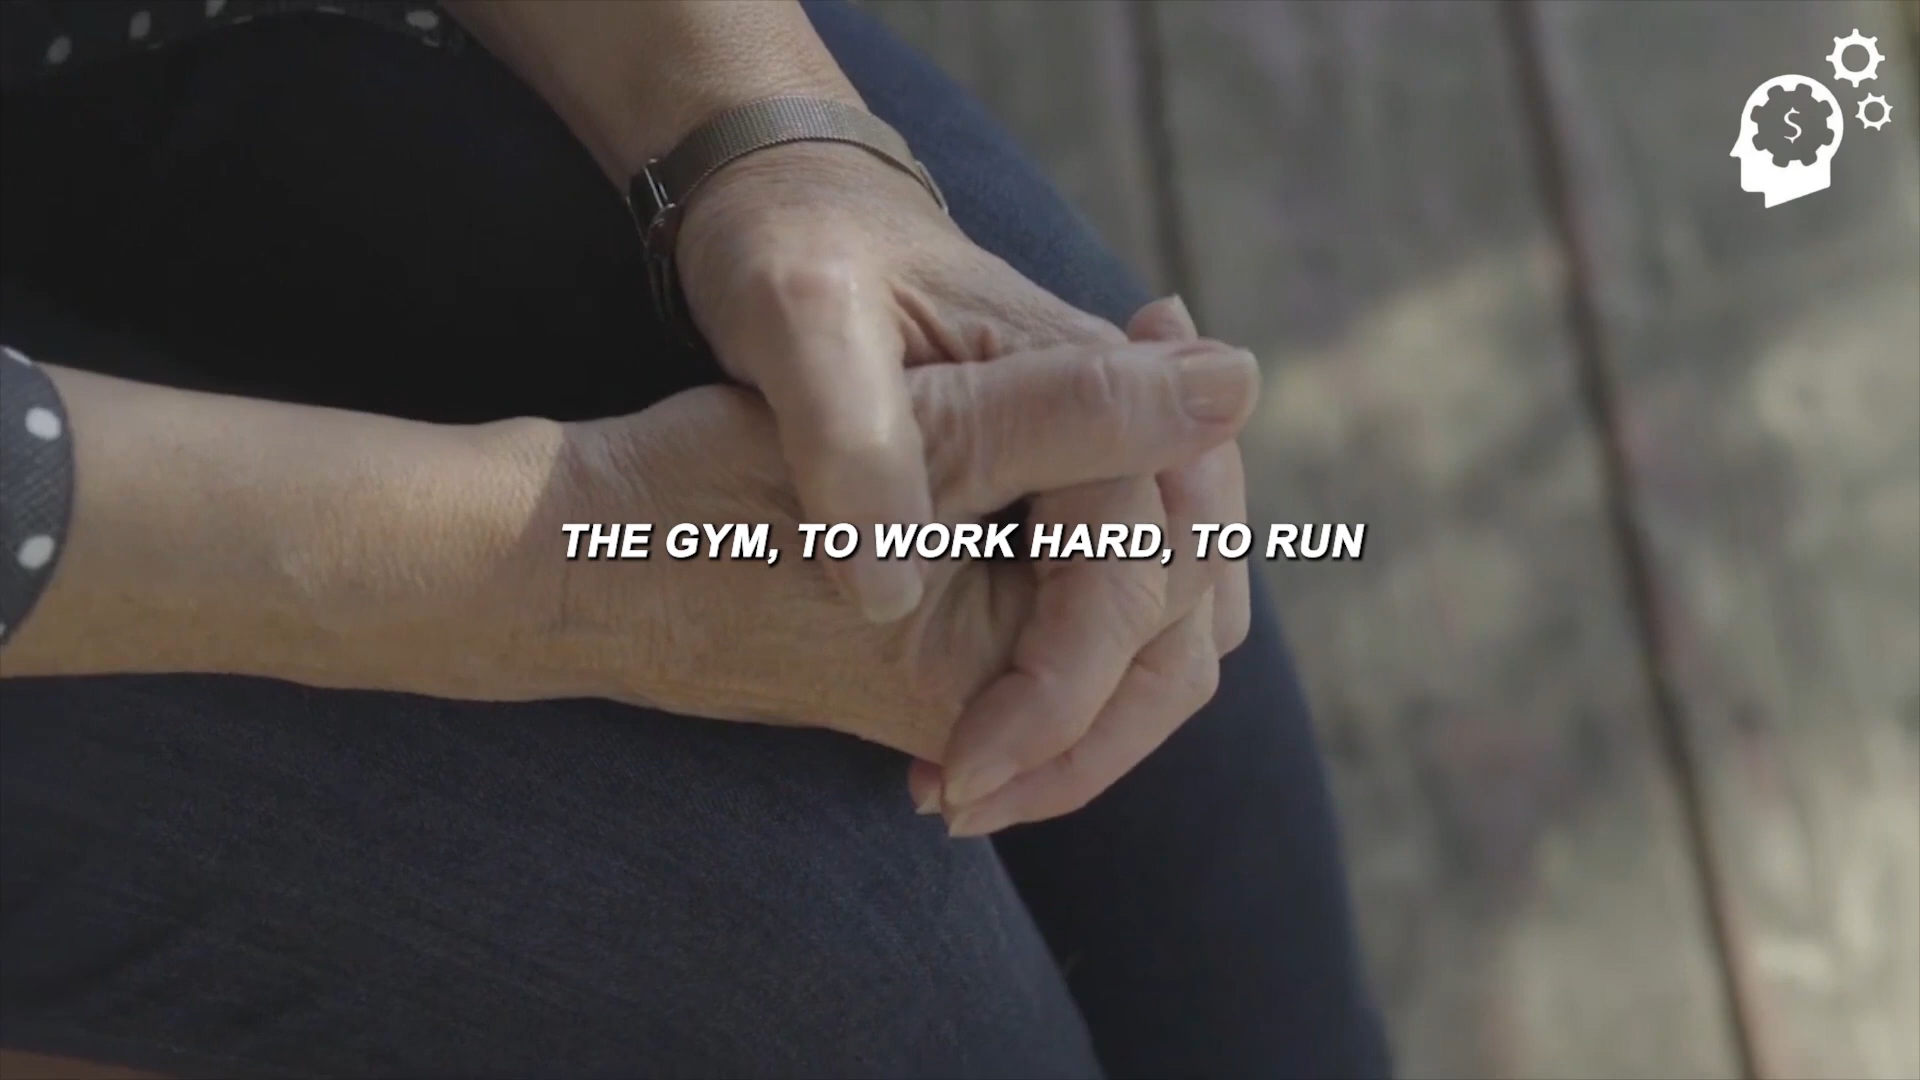 THE GYM, TO WORK HARD, TO RUN
$